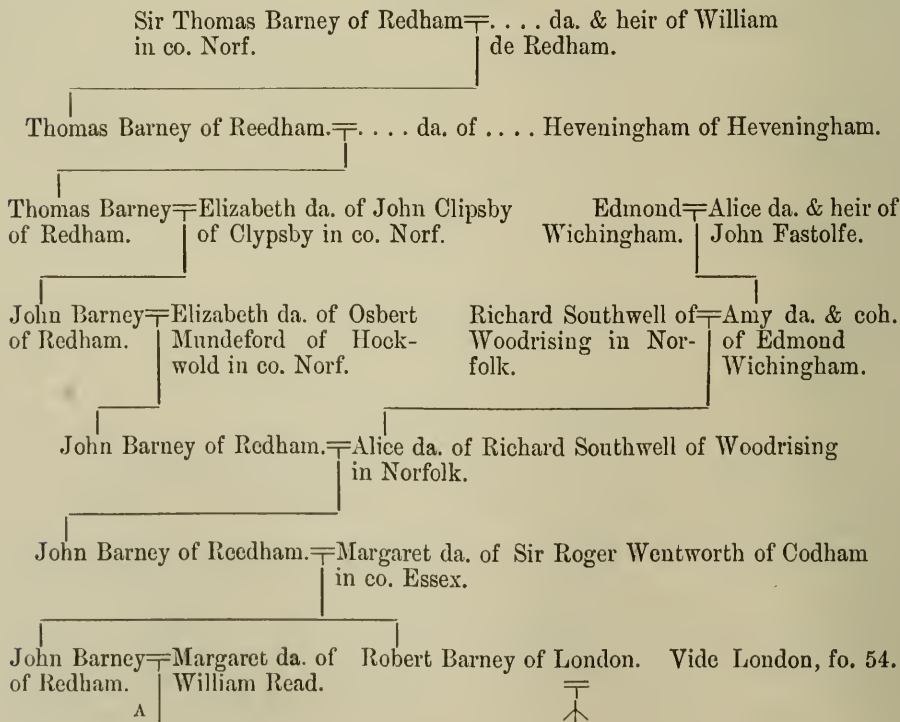 Sir Thomas Barney of Redham=. . . . da. & heir of William
in co. Norf. de Redham.
Thomas Barney of Reedham.=. . . . da. of . . . . Heveningham of Heveningham.
Thomas Barney=Elizabeth da. of John Clipsby
of Redham. of Clypsby in co. Norf.
Edmond=Alice da. & heir of
Wichingham. John Fastolfe.
John Barney=Elizabeth da. of Osbert
of Redham. Mundeford of Hock-
wold in co. Norf.
Richard Southwell of=Amy da. & coh.
Woodrising in Nor- of Edmond
folk. Wichingham.
John Barney of Redham.=Alice da. of Richard Southwell of Woodrising
in Norfolk.
John Barney of Reedham.=Margaret da. of Sir Roger Wentworth of Codham
in co. Essex.
John Barney=Margaret da. of
of Redham. William Read.
Robert Barney of London. Vide London, fo. 54.
A